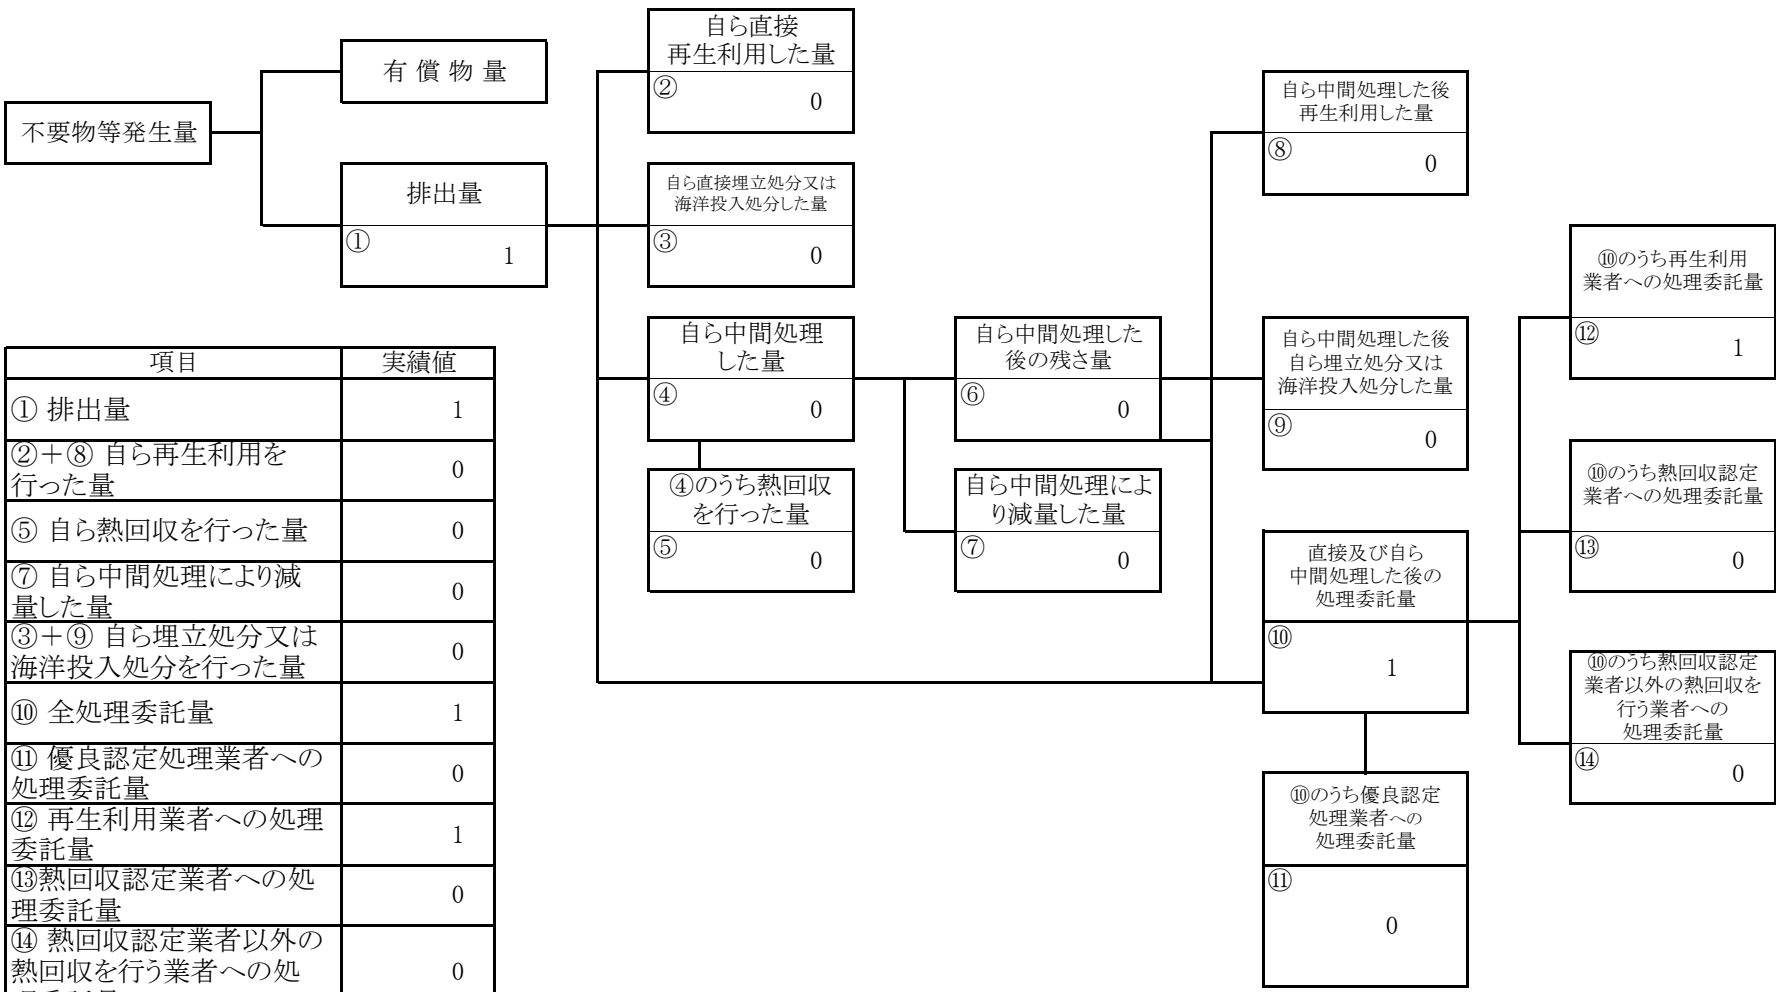 不要物等発生量
有 償 物 量
排出量
①
1
自ら直接
再生利用した量
②
0
自ら直接埋立処分又は
海洋投入処分した量
③
0
自ら中間処理
した量
④
0
④のうち熱回収
を行った量
⑤
0
自ら中間処理した
後の残さ量
⑥
0
自ら中間処理によ
り減量した量
⑦
0
自ら中間処理した後
再生利用した量
⑧
0
自ら中間処理した後
自ら埋立処分又は
海洋投入処分した量
⑨
0
直接及び自ら
中間処理した後の
処理委託量
⑩
1
⑩のうち優良認定
処理業者への
処理委託量
⑪
0
⑩のうち再生利用
業者への処理委託量
⑫
1
⑩のうち熱回収認定
業者への処理委託量
⑬
0
⑩のうち熱回収認定
業者以外の熱回収を
行う業者への
処理委託量
⑭
0
項目 実績値
① 排出量 1
②＋⑧ 自ら再生利用を
行った量 0
⑤ 自ら熱回収を行った量 0
⑦ 自ら中間処理により減
量した量 0
③＋⑨ 自ら埋立処分又は
海洋投入処分を行った量 0
⑩ 全処理委託量 1
⑪ 優良認定処理業者への
処理委託量 0
⑫ 再生利用業者への処理
委託量 1
⑬熱回収認定業者への処
理委託量 0
⑭ 熱回収認定業者以外の
熱回収を行う業者への処 0